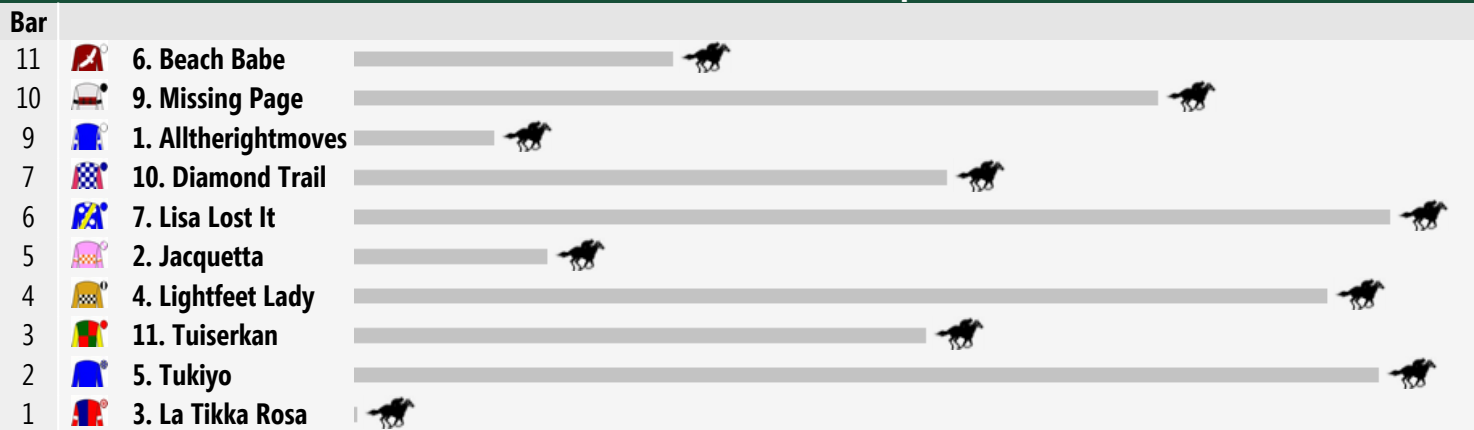 Bar
11 6. Beach Babe
10 9. Missing Page
9 1. Alltherightmoves
7 10. Diamond Trail
6 7. Lisa Lost It
5 2. Jacquetta
4 4. Lightfeet Lady
3 11. Tuiserkan
2 5. Tukiyo
1 3. La Tikka Rosa